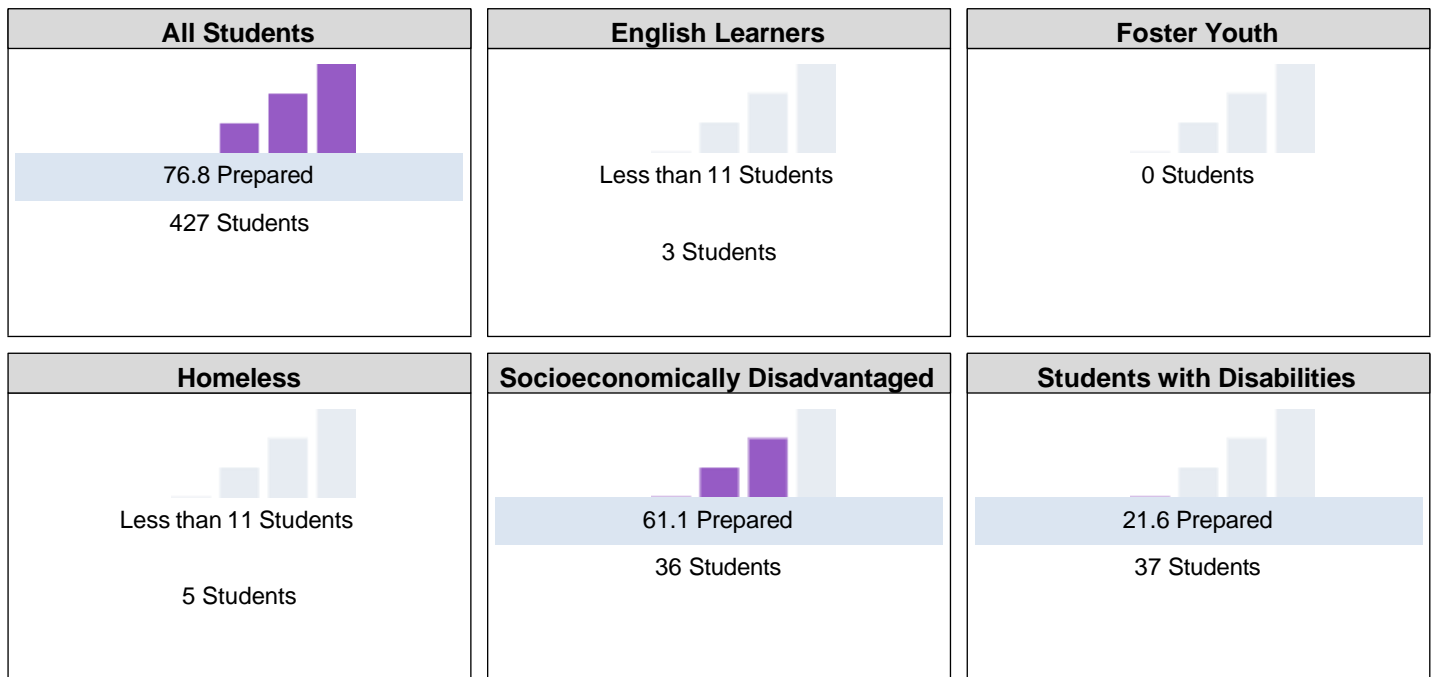 All Students
76.8 Prepared
427 Students
English Learners
Less than 11 Students
3 Students
Foster Youth
0 Students
Homeless
Less than 11 Students
5 Students
Socioeconomically Disadvantaged
61.1 Prepared
36 Students
Students with Disabilities
21.6 Prepared
37 Students